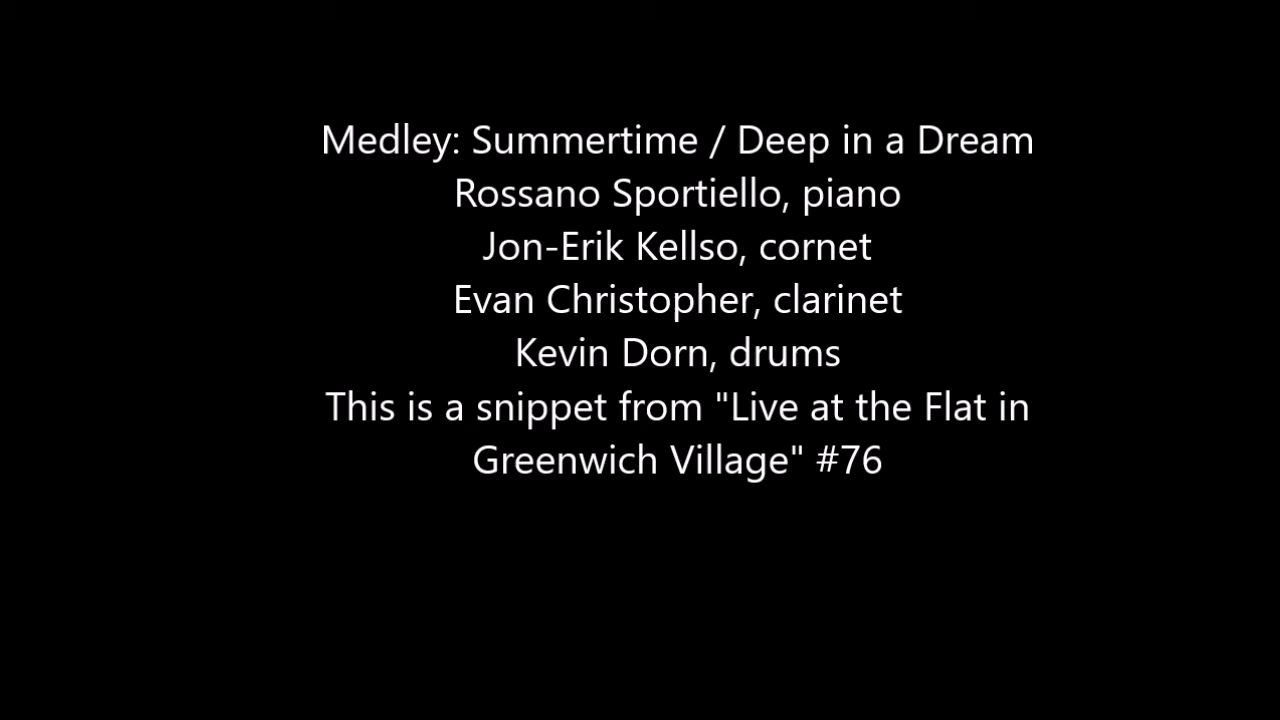 Medley: Summertime / Deep in a Dream
Rossano Sportiello, piano
Jon-Erik Kellso, cornet
Evan Christopher, clarinet
Kevin Dorn, drums
This is a snippet from "Live at the Flat in
Greenwich Village" #76